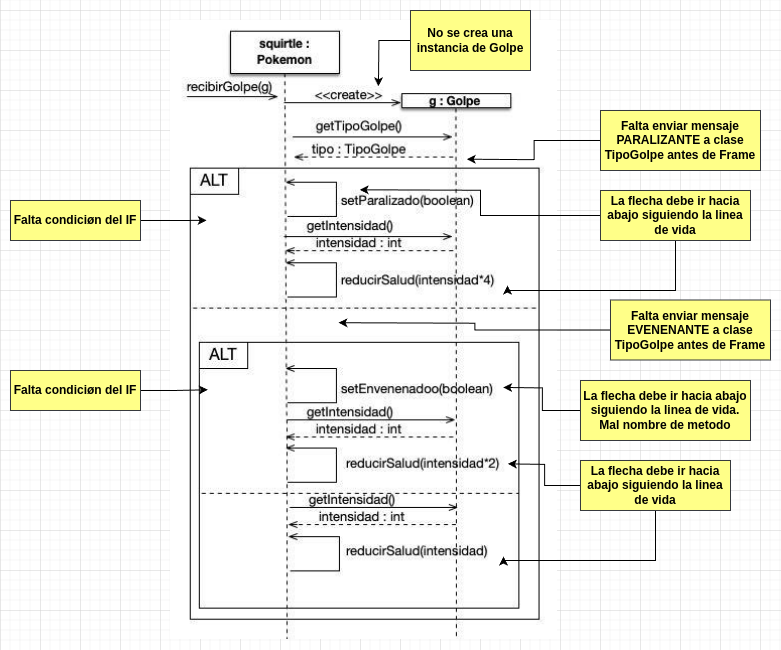 No se crea una
instancia de Golpe
squirtle :
Pokemon
recibirGolpe(g)
<<create>>
g : Golpe
getTipoGolpe()
tipo : TipoGolpe
Falta enviar mensaje
PARALIZANTE a clase
TipoGolpe antes de Frame
ALT
setParalizado(boolean)
La flecha debe ir hacia
abajo siguiendo la linea
de vida
Falta condiciøn del IF
getIntensidad()
intensidad : int
reducirSalud(intensidad*4)
Falta enviar mensaje
EVENENANTE a clase
TipoGolpe antes de Frame
ALT
Falta condiciøn del IF
setEnvenenadoo(boolean)
La flecha debe ir hacia abajo
siguiendo la linea de vida.
Mal nombre de metodo
getIntensidad()
intensidad : int
reducirSalud(intensidad*2)
La flecha debe ir hacia
abajo siguiendo la linea
de vida
getIntensidad()
intensidad : int
reducirSalud(intensidad)